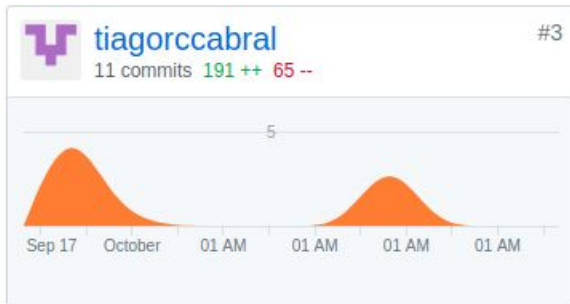 tiagorccabral
#3
11 commits 191 ++ 65 --
5
Sep 17 October 01 AM 01 AM 01 AM 01 AM